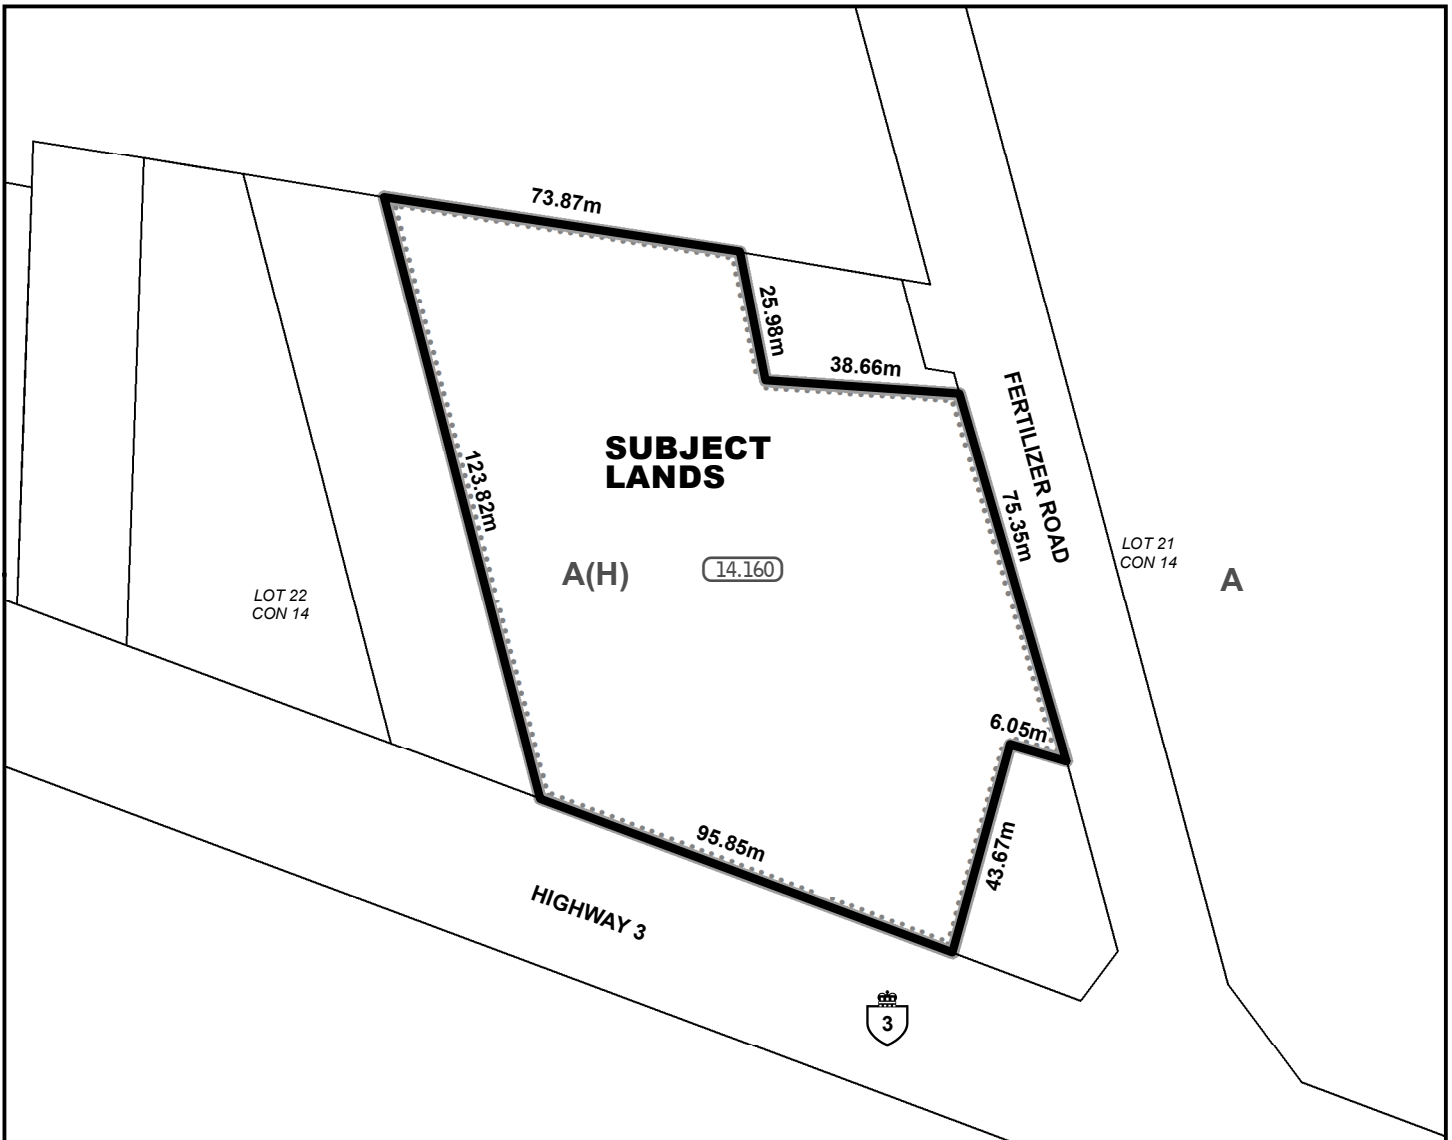 73.87m
25.98m
38.66m
FERTILIZER ROAD
SUBJECT
LANDS
123.82m
75.35m
LOT 21
CON 14
A(H)
14.160
A
LOT 22
CON 14
6.05m
95.85m
43.67m
HIGHWAY 3
3